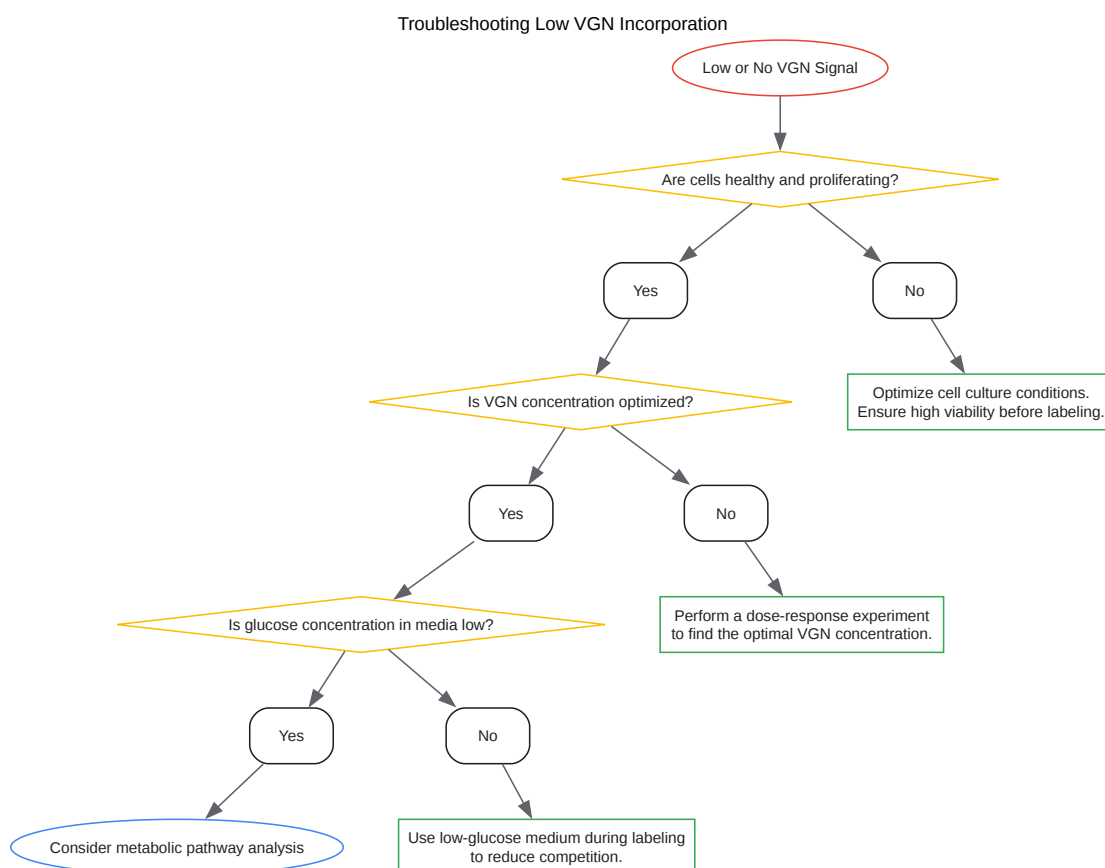 Troubleshooting Low VGN Incorporation
Low or No VGN Signal
Are cells healthy and proliferating?
Yes
No
Optimize cell culture conditions.
Ensure high viability before labeling.
Is VGN concentration optimized?
Yes
No
Perform a dose-response experiment
to find the optimal VGN concentration.
Is glucose concentration in media low?
Yes
No
Consider metabolic pathway analysis
Use low-glucose medium during labeling
to reduce competition.